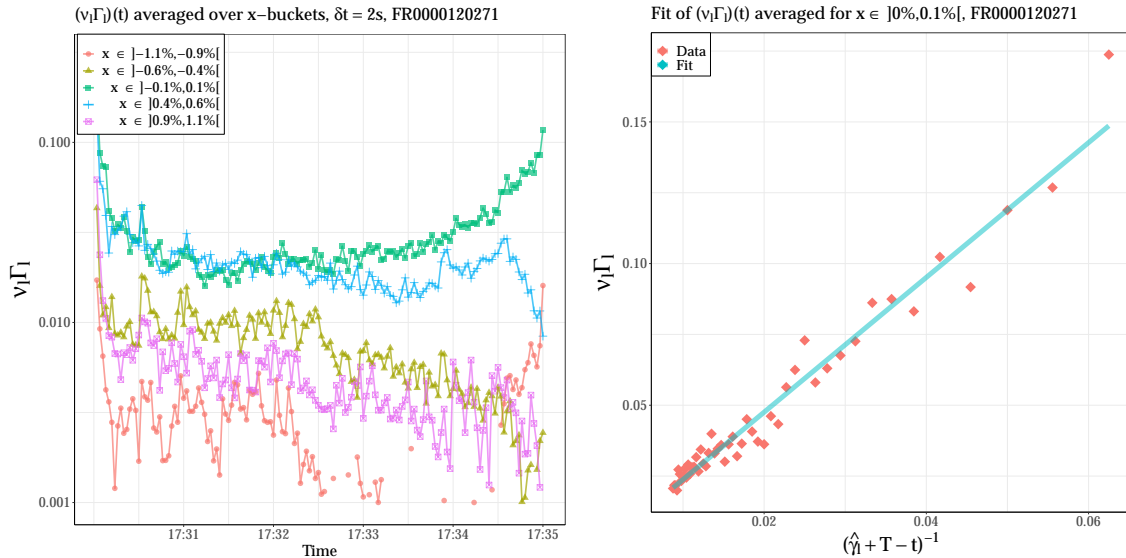 (ν_lΓ_l)(t) averaged over x−buckets, δt = 2s, FR0000120271
x ∈ ]−1.1%,−0.9%[
x ∈ ]−0.6%,−0.4%[
x ∈ ]−0.1%,0.1%[
x ∈ ]0.4%,0.6%[
x ∈ ]0.9%,1.1%[
0.100
0.010
0.001
ν_lΓ_l
17:31 17:32 17:33 17:34 17:35
Time
Fit of (ν_lΓ_l)(t) averaged for x ∈ ]0%,0.1%[, FR0000120271
Data
Fit
0.15
0.10
0.05
ν_lΓ_l
0.02 0.04 0.06
(γ̂_l + T − t)⁻¹